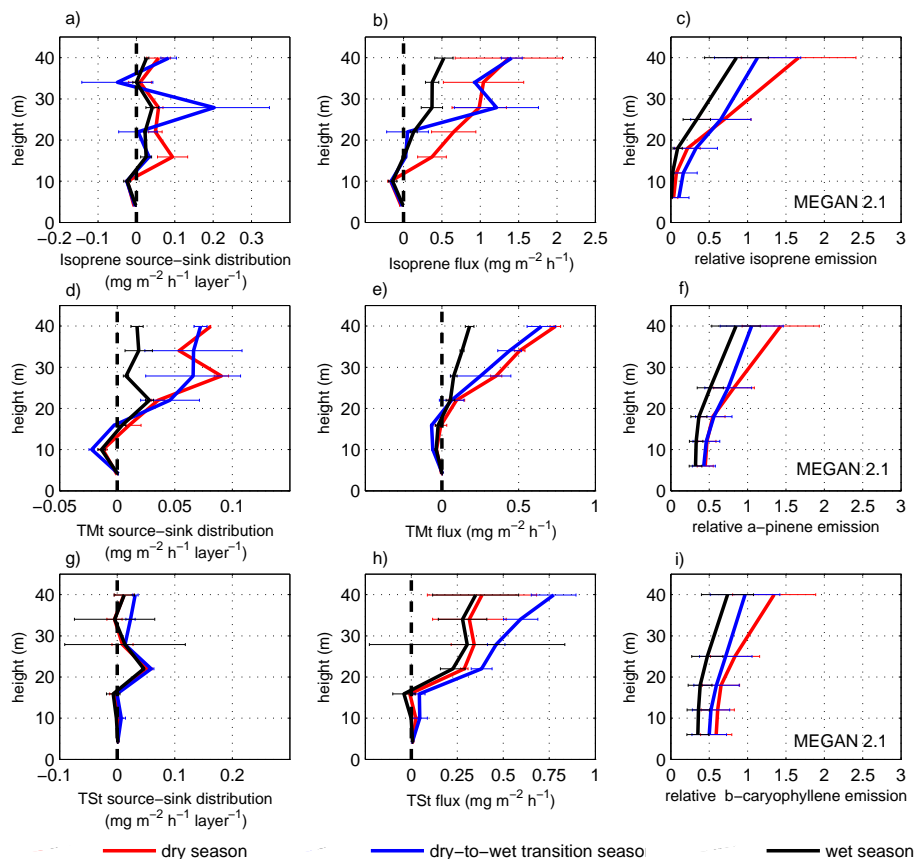 a) b) c)
40 40 40
30 30 30
20 20 20
10 10 10
0 0 0
height (m) height (m) height (m)
MEGAN 2.1
−0.2 −0.1 0 0.1 0.2 0.3 0 0.5 1 1.5 2 2.5 0 0.5 1 1.5 2 2.5 3
Isoprene source−sink distribution Isoprene flux (mg m⁻² h⁻¹) relative isoprene emission
(mg m⁻² h⁻¹ layer⁻¹)
d) e) f)
40 40 40
30 30 30
20 20 20
10 10 10
0 0 0
height (m) height (m) height (m)
MEGAN 2.1
−0.05 0 0.05 0.1 0 0.5 1 0 0.5 1 1.5 2 2.5 3
TMt source−sink distribution TMt flux (mg m⁻² h⁻¹) relative a−pinene emission
(mg m⁻² h⁻¹ layer⁻¹)
g) h) i)
40 40 40
30 30 30
20 20 20
10 10 10
0 0 0
height (m) height (m) height (m)
MEGAN 2.1
−0.1 0 0.1 0.2 0 0.25 0.5 0.75 1 0 0.5 1 1.5 2 2.5 3
TSt source−sink distribution TSt flux (mg m⁻² h⁻¹) relative b−caryophyllene emission
(mg m⁻² h⁻¹ layer⁻¹)
dry season dry−to−wet transition seaso wet season